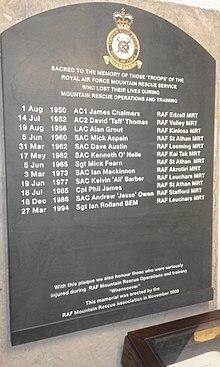 SACRED TO THE MEMORY OF THOSE 'TROOPS' OF THE
ROYAL AIR FORCE MOUNTAIN RESCUE SERVICE
WHO LOST THEIR LIVES DURING
MOUNTAIN RESCUE OPERATIONS AND TRAINING
1 Aug 1950 AC1 James Chalmers RAF Edzell MRT
14 Jul 1952 AC2 David 'Taff' Thomas RAF Valley MRT
19 Aug 1956 LAC Alan Grout RAF Kinloss MRT
5 Jun 1960 SAC Mick Aspain RAF St Athan MRT
31 Mar 1962 SAC Dave Austin RAF Leeming MRT
17 May 1962 SAC Kenneth O' Neile RAF Kai Tak MRT
5 Jun 1965 Sgt Mick Fearn RAF St Athan MRT
3 Mar 1973 SAC Ian Mackinnon RAF Akrotiri MRT
19 Jun 1977 SAC Kelvin 'Ali' Barber RAF Leuchars MRT
18 Jul 1985 Cpl Phil James RAF St Athan MRT
18 Dec 1986 SAC Andrew 'Jesse' Owen RAF Stafford MRT
27 Mar 1994 Sgt Ian Rolland BEM RAF Leuchars MRT
With this plaque we also honour those who were seriously
injured during RAF Mountain Rescue Operations and training
"Whensoever"
This memorial was erected by the
RAF Mountain Rescue Association in November 2009